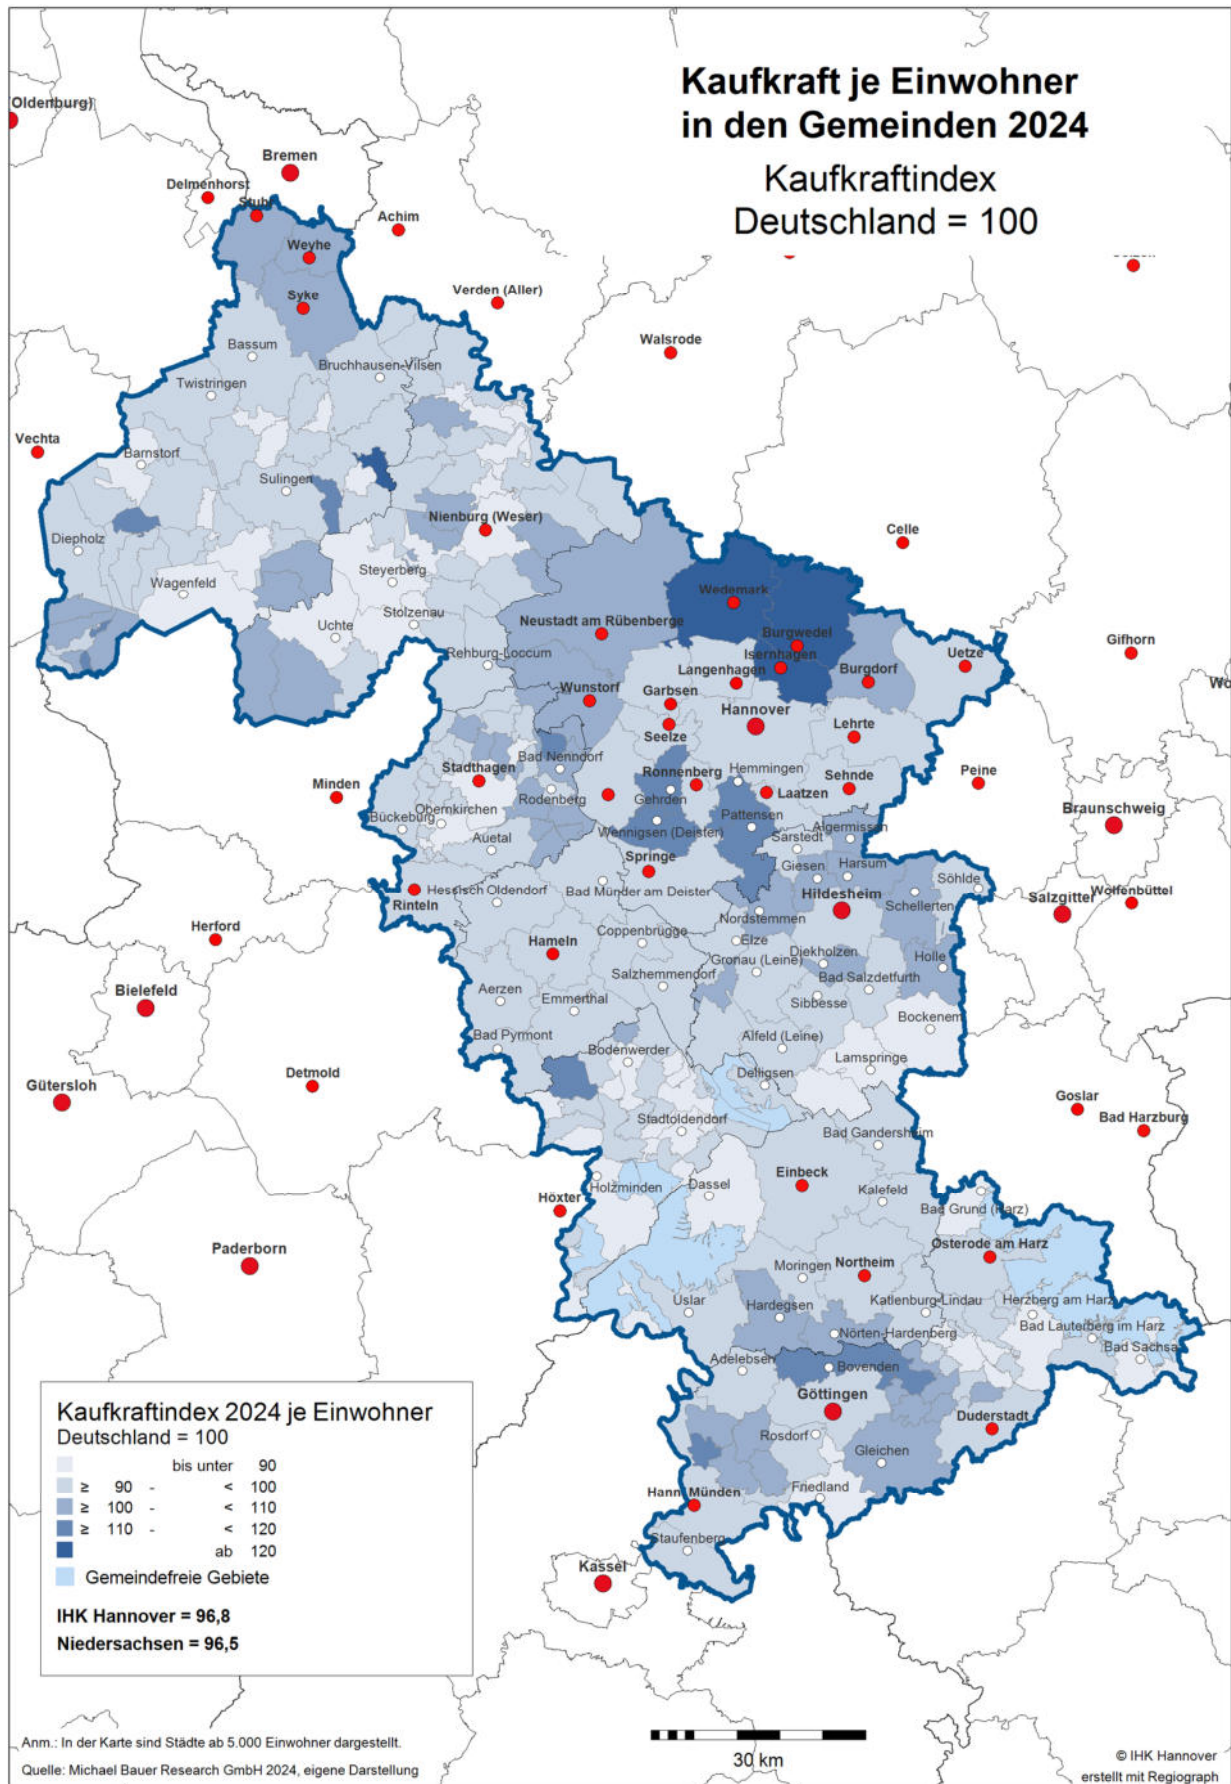 Kaufkraft je Einwohner
in den Gemeinden 2024
Kaufkraftindex
Deutschland = 100
Oldenburg)
Bremen
Delmenhorst
Achim
Weyhe
Syke
Verden (Aller)
Walsrode
Bassum
Bruchhausen-Vilsen
Twistringen
Vechta
Barnstorf
Sulingen
Nienburg (Weser)
Celle
Diepholz
Steyerberg
Wagenfeld
Wedemark
Stolzenau
Neustadt am Rübenberge
Uchte
Burgwedel
Gifhorn
Isernhagen
Rehburg-Loccum
Langenhagen
Burgdorf
Uetze
Wunstorf
Garbsen
Hannover
Lehrte
Seelze
Bad Nenndorf
Stadthagen
Ronnenberg
Hemmingen
Sehnde
Peine
Minden
Rodenberg
Gehrden
Laatzen
Braunschweig
Obernkirchen
Bückeburg
Wennigsen (Deister)
Pattensen
Algermissen
Auetal
Sarstedt
Springe
Giesen
Harsum
Hessisch Oldendorf
Bad Münder am Deister
Söhlde
Rinteln
Hildesheim
Schellerten
Salzgitter
Wolfenbüttel
Herford
Nordstemmen
Coppenbrügge
Hameln
Elze
Diekholzen
Gronau (Leine)
Holle
Salzhemmendorf
Bad Salzdetfurth
Bielefeld
Aerzen
Emmerthal
Sibbesse
Bockenem
Bad Pyrmont
Alfeld (Leine)
Bodenwerder
Lamspringe
Detmold
Delligsen
Gütersloh
Goslar
Bad Harzburg
Stadtoldendorf
Bad Gandersheim
Einbeck
Holzminden
Dassel
Kalefeld
Höxter
Bad Grund (Harz)
Paderborn
Osterode am Harz
Moringen
Northeim
Uslar
Hardegsen
Katlenburg-Lindau
Herzberg am Harz
Nörten-Hardenberg
Bad Lauterberg im Harz
Bad Sachsa
Adelebsen
Bovenden
Göttingen
Duderstadt
Rosdorf
Gleichen
Hann. Münden
Friedland
Staufenberg
Kassel
Kaufkraftindex 2024 je Einwohner
Deutschland = 100
bis unter 90
≥ 90 - < 100
≥ 100 - < 110
≥ 110 - < 120
ab 120
Gemeindefreie Gebiete
IHK Hannover = 96,8
Niedersachsen = 96,5
Anm.: In der Karte sind Städte ab 5.000 Einwohner dargestellt.
Quelle: Michael Bauer Research GmbH 2024, eigene Darstellung
30 km
© IHK Hannover
erstellt mit Regiograph